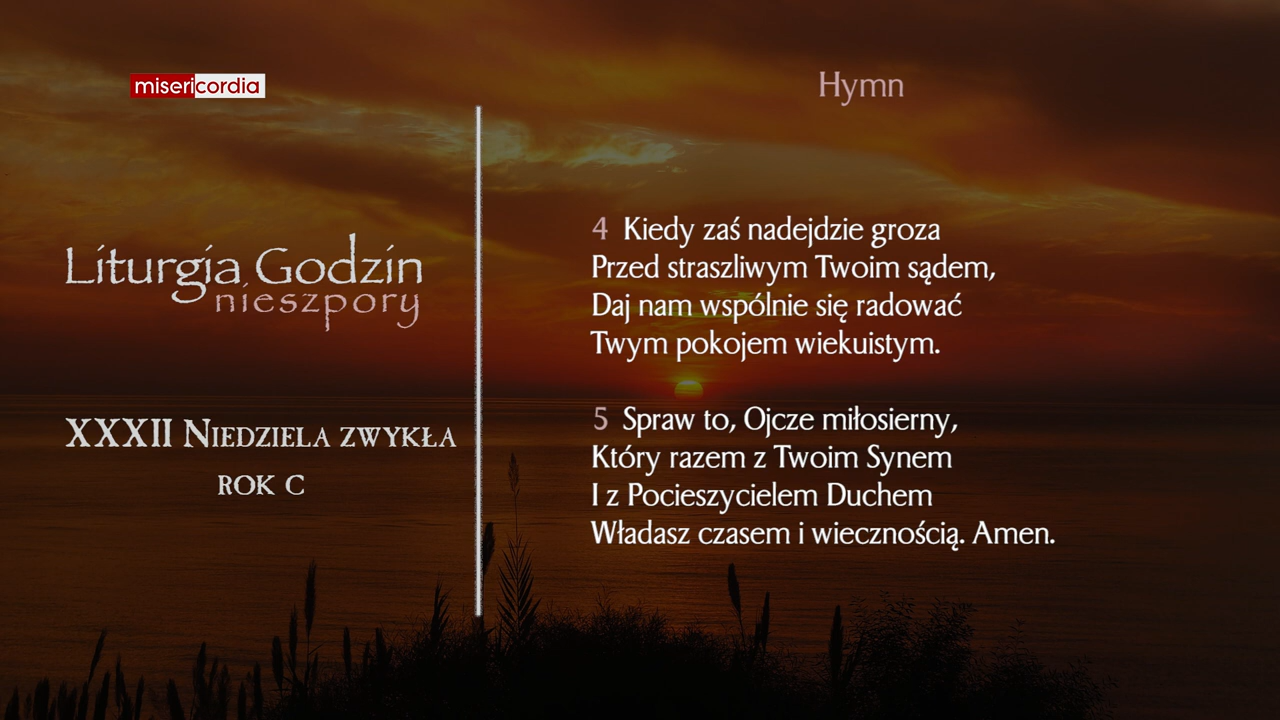 misericordia
Liturgia Godzin
nieszpory
XXXII Niedziela zwykła
rok C
Hymn
4 Kiedy zaś nadejdzie groza
Przed straszliwym Twoim sądem,
Daj nam wspólnie się radować
Twym pokojem wiekuistym.
5 Spraw to, Ojcze miłosierny,
Który razem z Twoim Synem
I z Pocieszycielem Duchem
Władasz czasem i wiecznością. Amen.